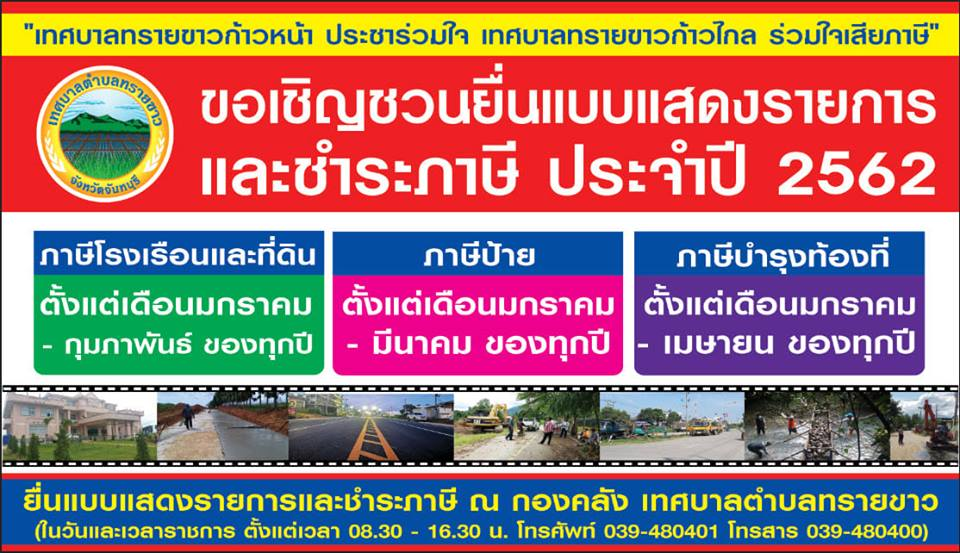 "เทศบาลทรายขาวก้าวหน้า ประชาร่วมใจ เทศบาลทรายขาวก้าวไกล ร่วมใจเสียภาษี"
เทศบาลตำบลทรายขาว
จังหวัดจันทบุรี
ขอเชิญชวนยื่นแบบแสดงรายการ
และชำระภาษี ประจำปี 2562
ภาษีโรงเรือนและที่ดิน
ตั้งแต่เดือนมกราคม
- กุมภาพันธ์ ของทุกปี
ภาษีป้าย
ตั้งแต่เดือนมกราคม
- มีนาคม ของทุกปี
ภาษีบำรุงท้องที่
ตั้งแต่เดือนมกราคม
- เมษายน ของทุกปี
ยื่นแบบแสดงรายการและชำระภาษี ณ กองคลัง เทศบาลตำบลทรายขาว
(ในวันและเวลาราชการ ตั้งแต่เวลา 08.30 - 16.30 น. โทรศัพท์ 039-480401 โทรสาร 039-480400)